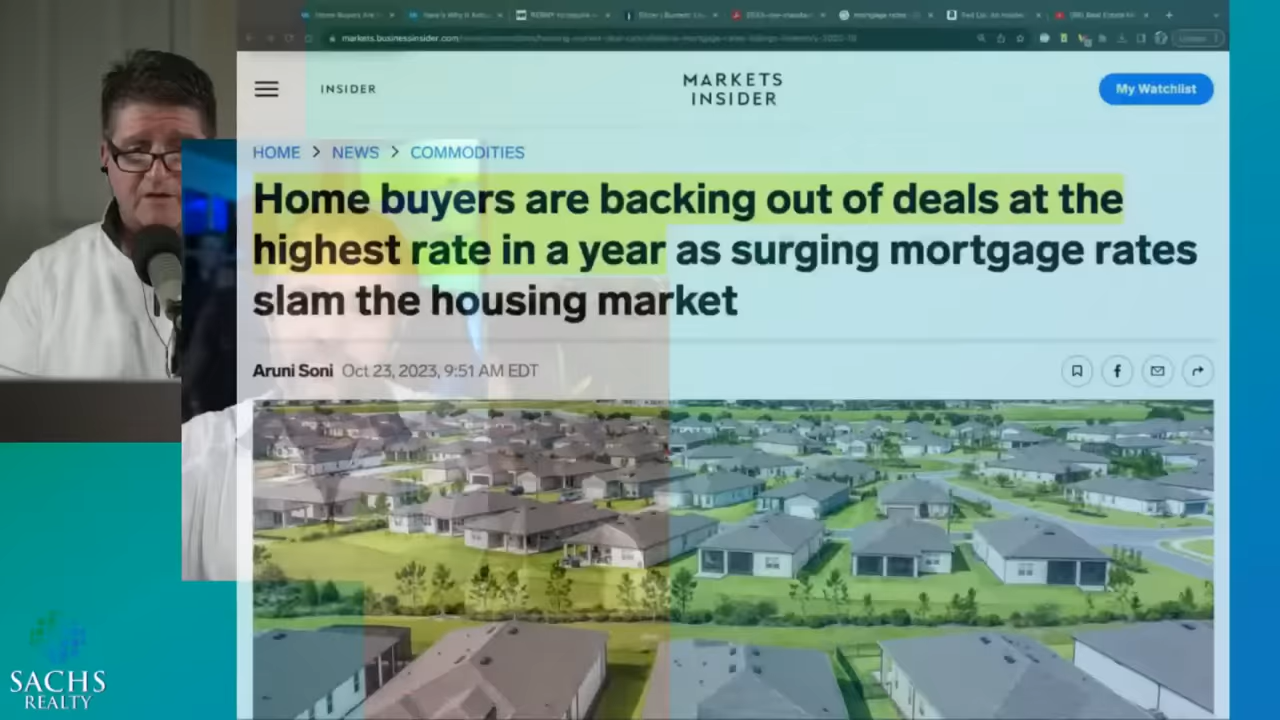 markets.businessinsider.com
INSIDER
MARKETS
INSIDER
My Watchlist
HOME > NEWS > COMMODITIES
Home buyers are backing out of deals at the
highest rate in a year as surging mortgage rates
slam the housing market
Aruni Soni Oct 23, 2023, 9:51 AM EDT
SACHS
REALTY